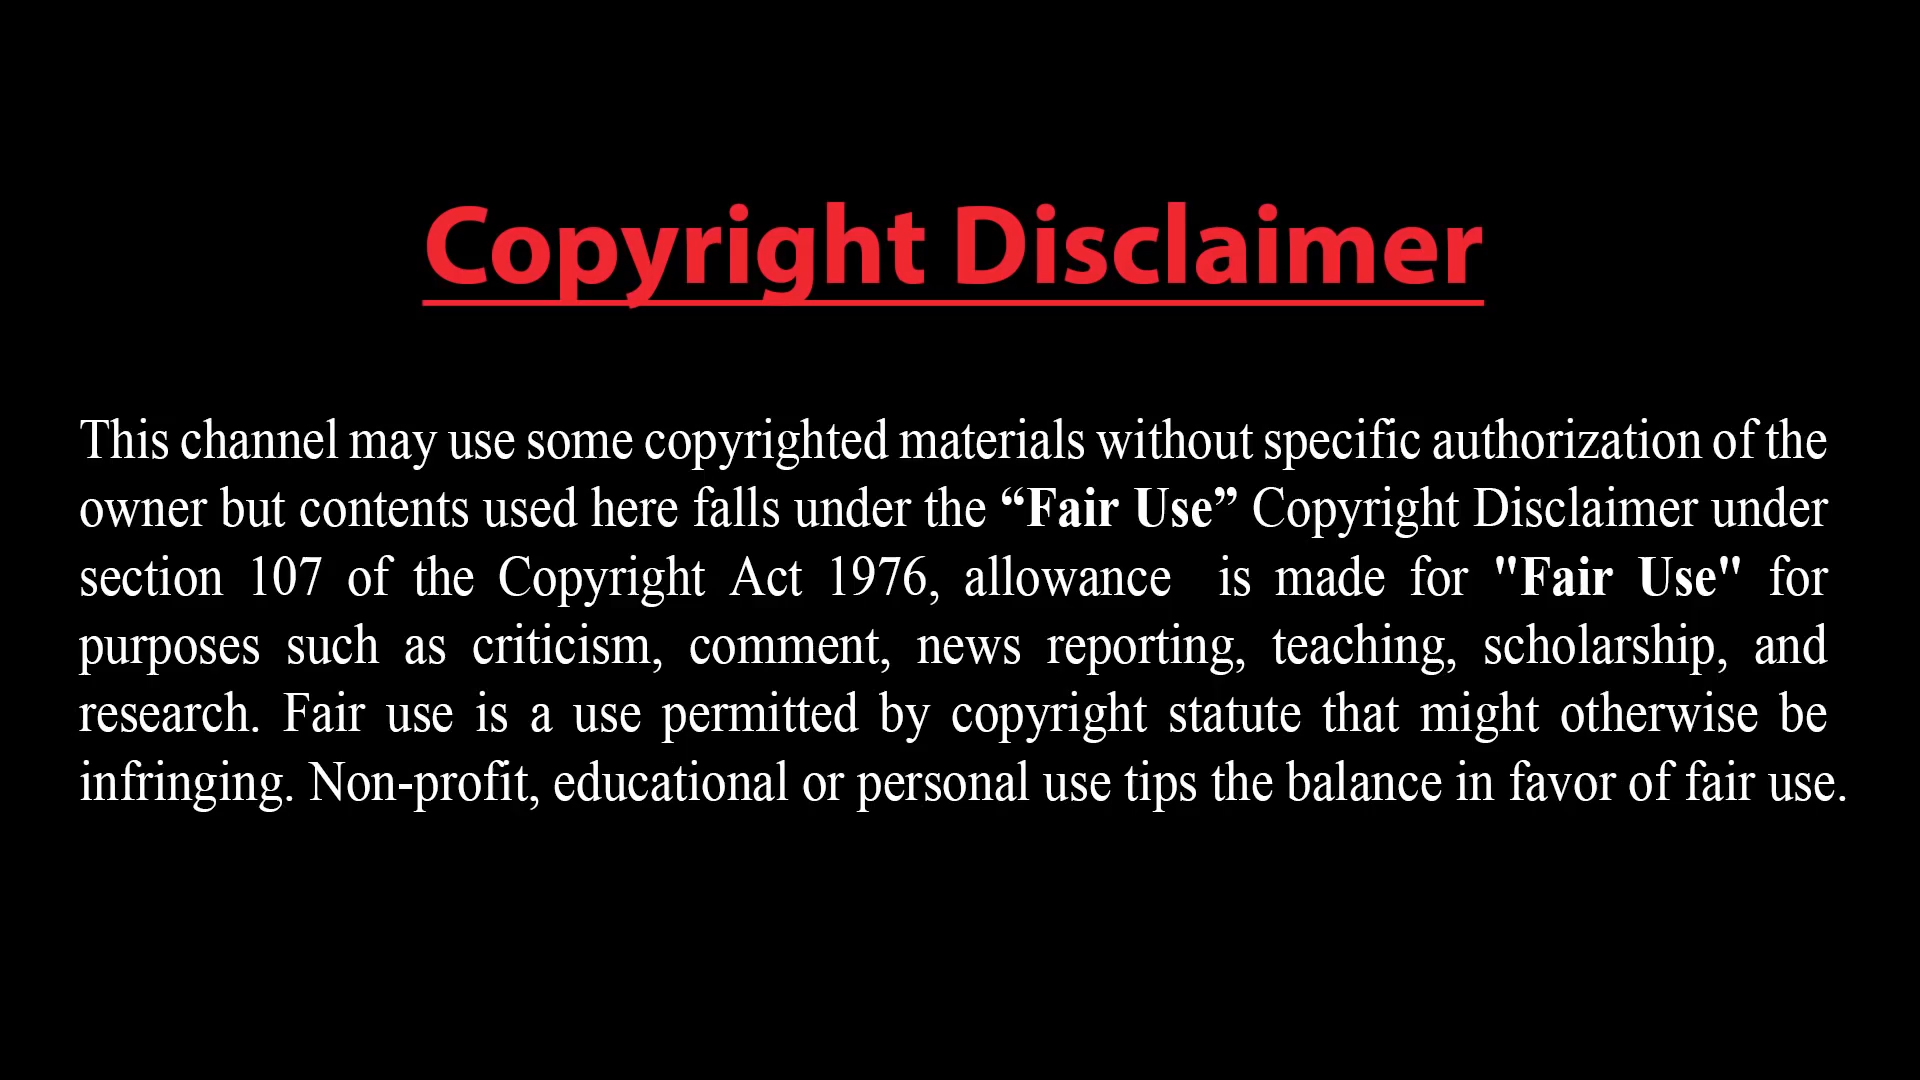 Copyright Disclaimer
This channel may use some copyrighted materials without specific authorization of the
owner but contents used here falls under the “Fair Use” Copyright Disclaimer under
section 107 of the Copyright Act 1976, allowance  is made for "Fair Use" for
purposes such as criticism, comment, news reporting, teaching, scholarship, and
research. Fair use is a use permitted by copyright statute that might otherwise be
infringing. Non-profit, educational or personal use tips the balance in favor of fair use.